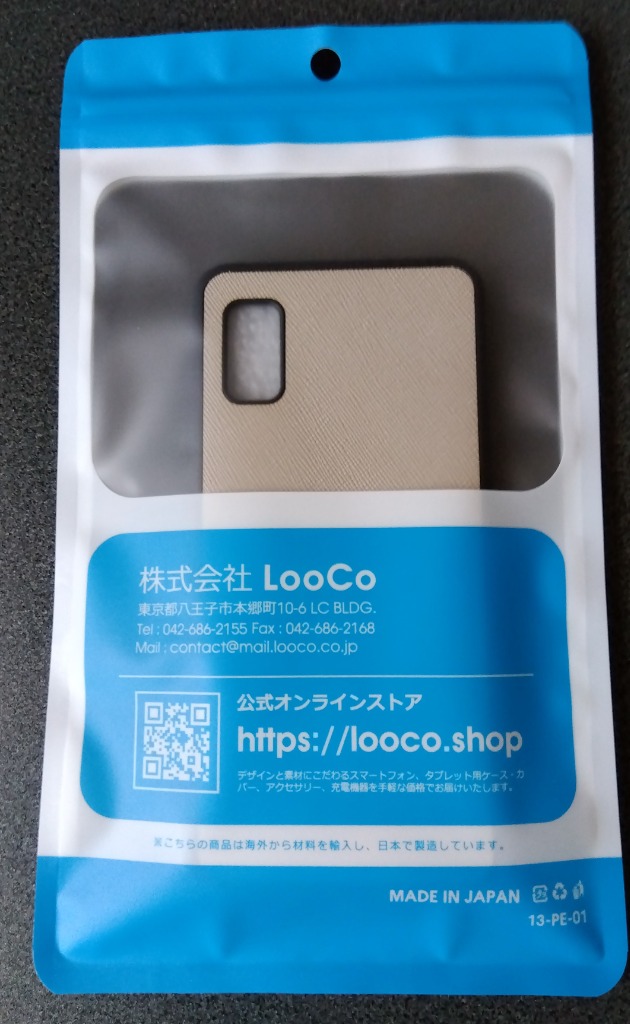 株式会社 LooCo
東京都八王子市本郷町10-6 LC BLDG.
Tel : 042-686-2155 Fax : 042-686-2168
Mail : contact@mail.looco.co.jp
公式オンラインストア
https://looco.shop
デザインと素材にこだわるスマートフォン、タブレット用ケース・カ
バー、アクセサリー、充電機器を手軽な価格でお届けいたします。
※こちらの商品は海外から材料を輸入し、日本で製造しています。
MADE IN JAPAN
13-PE-01